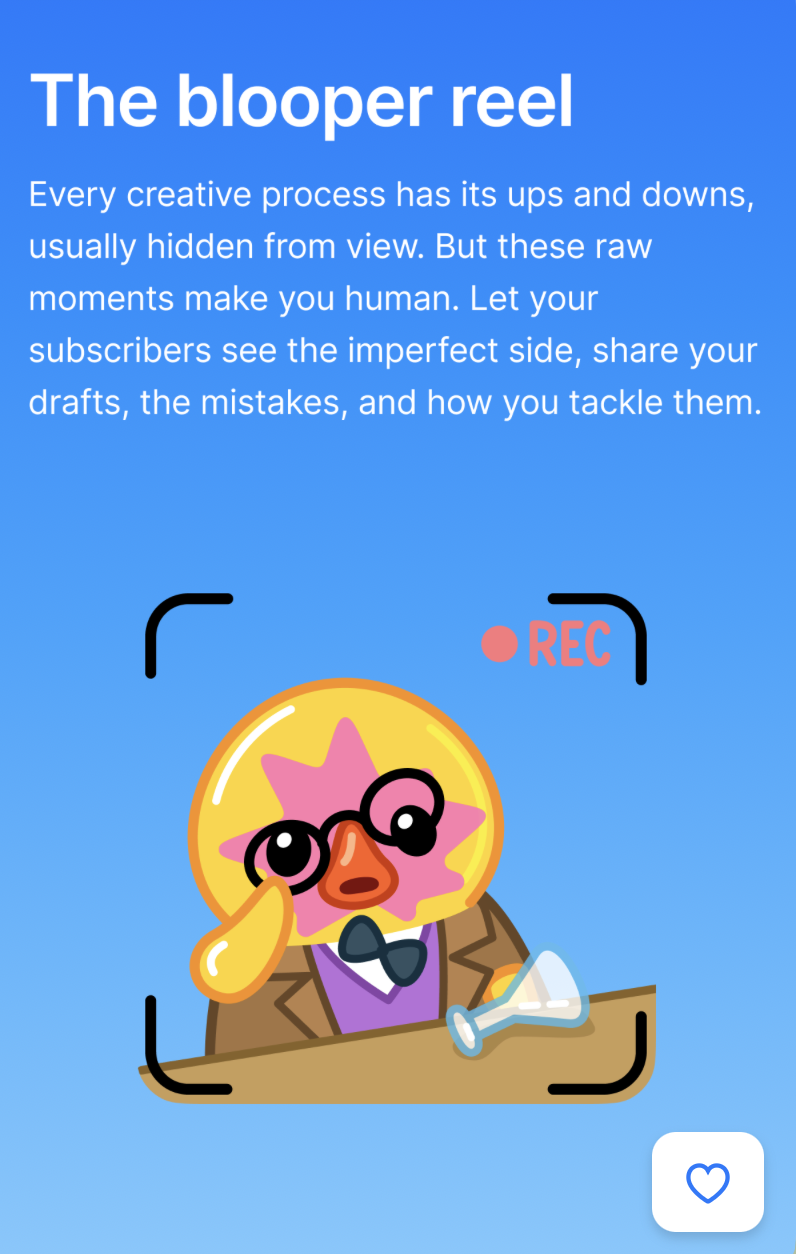 The blooper reel
Every creative process has its ups and downs,
usually hidden from view. But these raw
moments make you human. Let your
subscribers see the imperfect side, share your
drafts, the mistakes, and how you tackle them.
REC